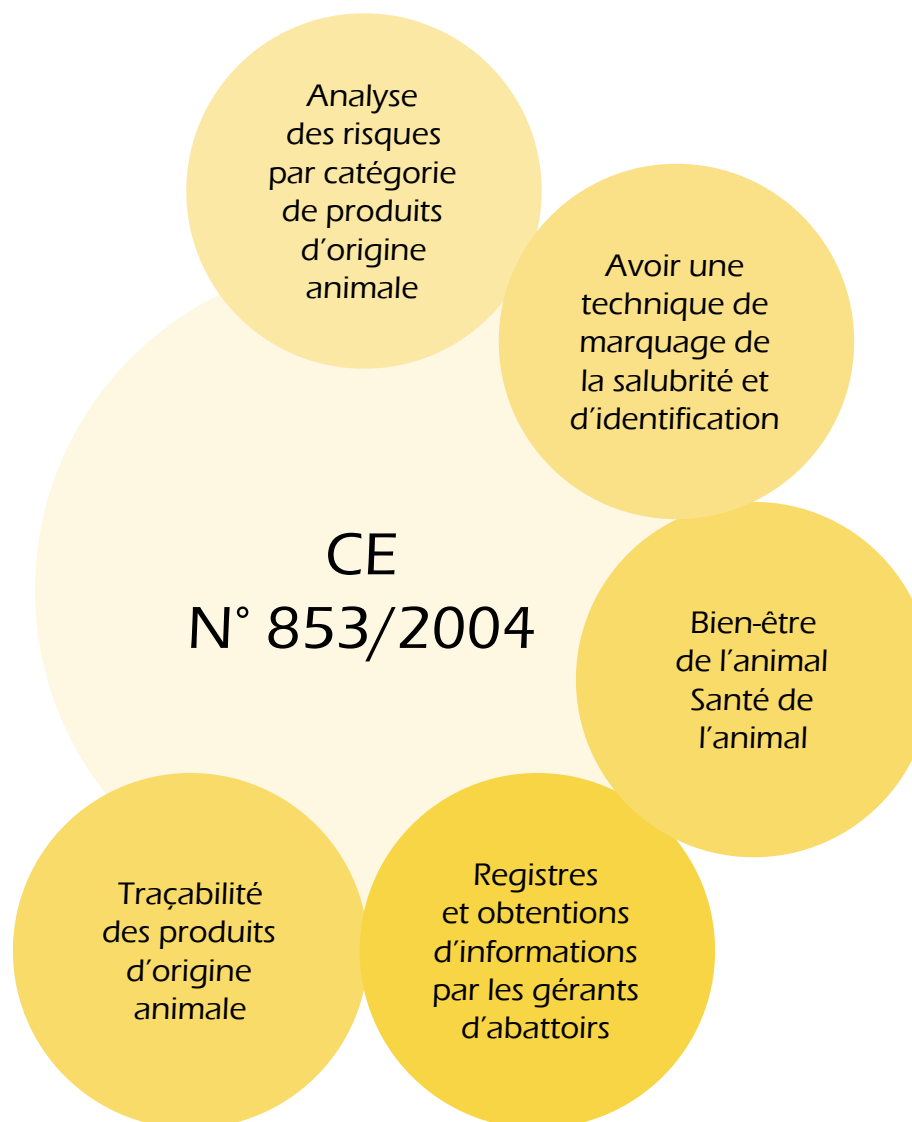 Analyse
des risques
par catégorie
de produits
d'origine
animale
Avoir une
technique de
marquage de
la salubrité et
d'identification
CE
N° 853/2004
Bien-être
de l'animal
Santé de
l'animal
Registres
et obtentions
d'informations
par les gérants
d'abattoirs
Traçabilité
des produits
d'origine
animale